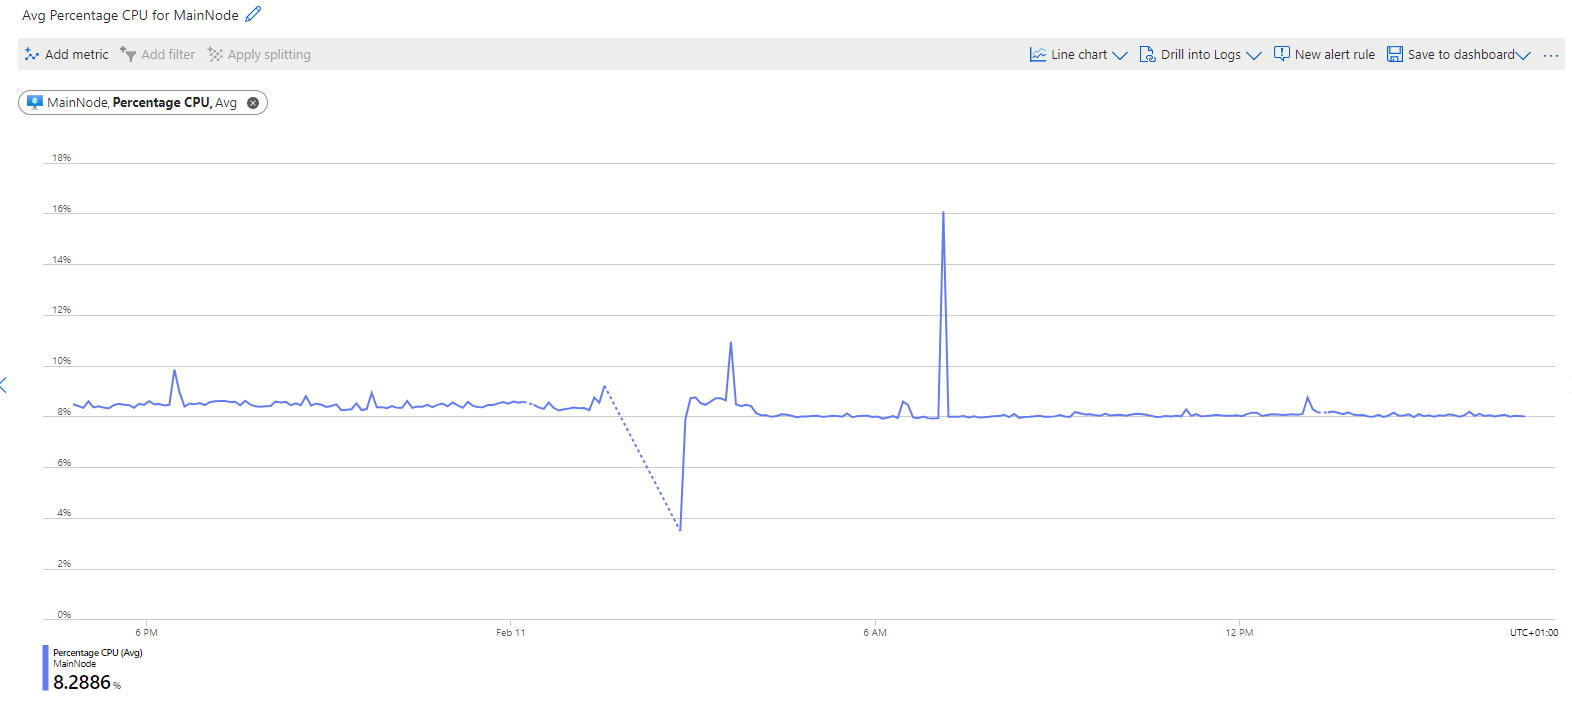 Avg Percentage CPU for MainNode
Add metric Add filter Apply splitting Line chart Drill into Logs New alert rule Save to dashboard ...
MainNode, Percentage CPU, Avg
18%
16%
14%
12%
10%
8%
6%
4%
2%
0%
6 PM Feb 11 6 AM 12 PM UTC+01:00
Percentage CPU (Avg)
MainNode
8.2886 %